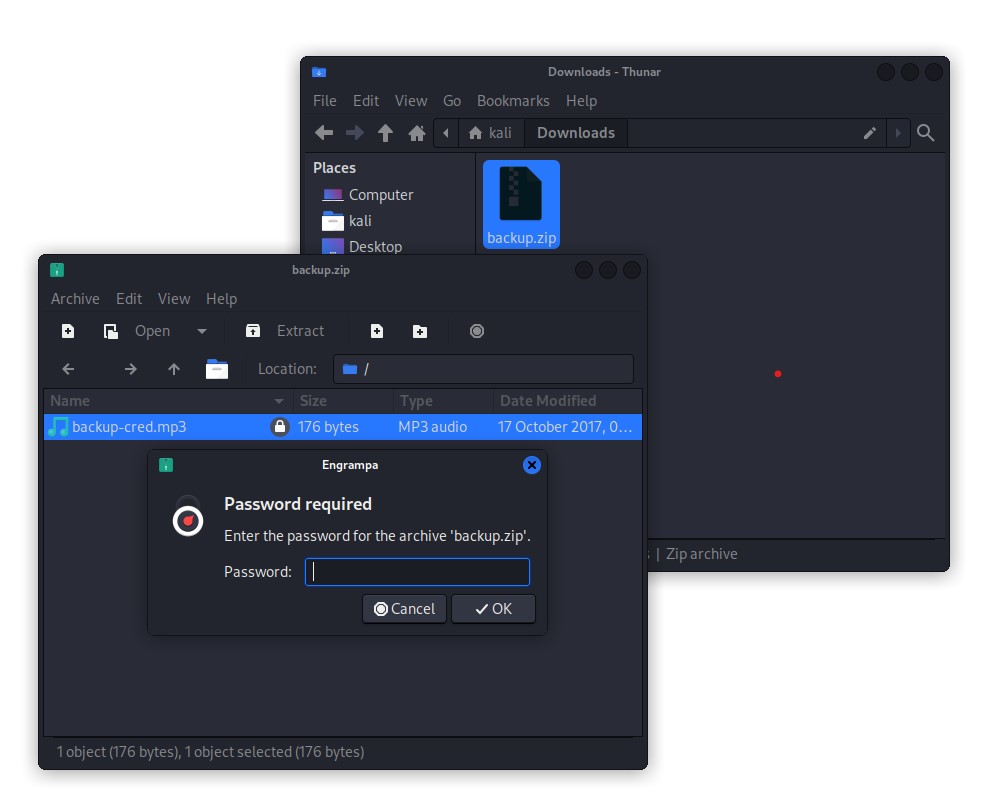 Downloads - Thunar
File Edit View Go Bookmarks Help
kali Downloads
Places
Computer
kali
Desktop
backup.zip
| Zip archive
backup.zip
Archive Edit View Help
Open Extract
Location: /
Name Size Type Date Modified
backup-cred.mp3 176 bytes MP3 audio 17 October 2017, 0...
Engrampa
Password required
Enter the password for the archive 'backup.zip'.
Password:
Cancel OK
1 object (176 bytes), 1 object selected (176 bytes)